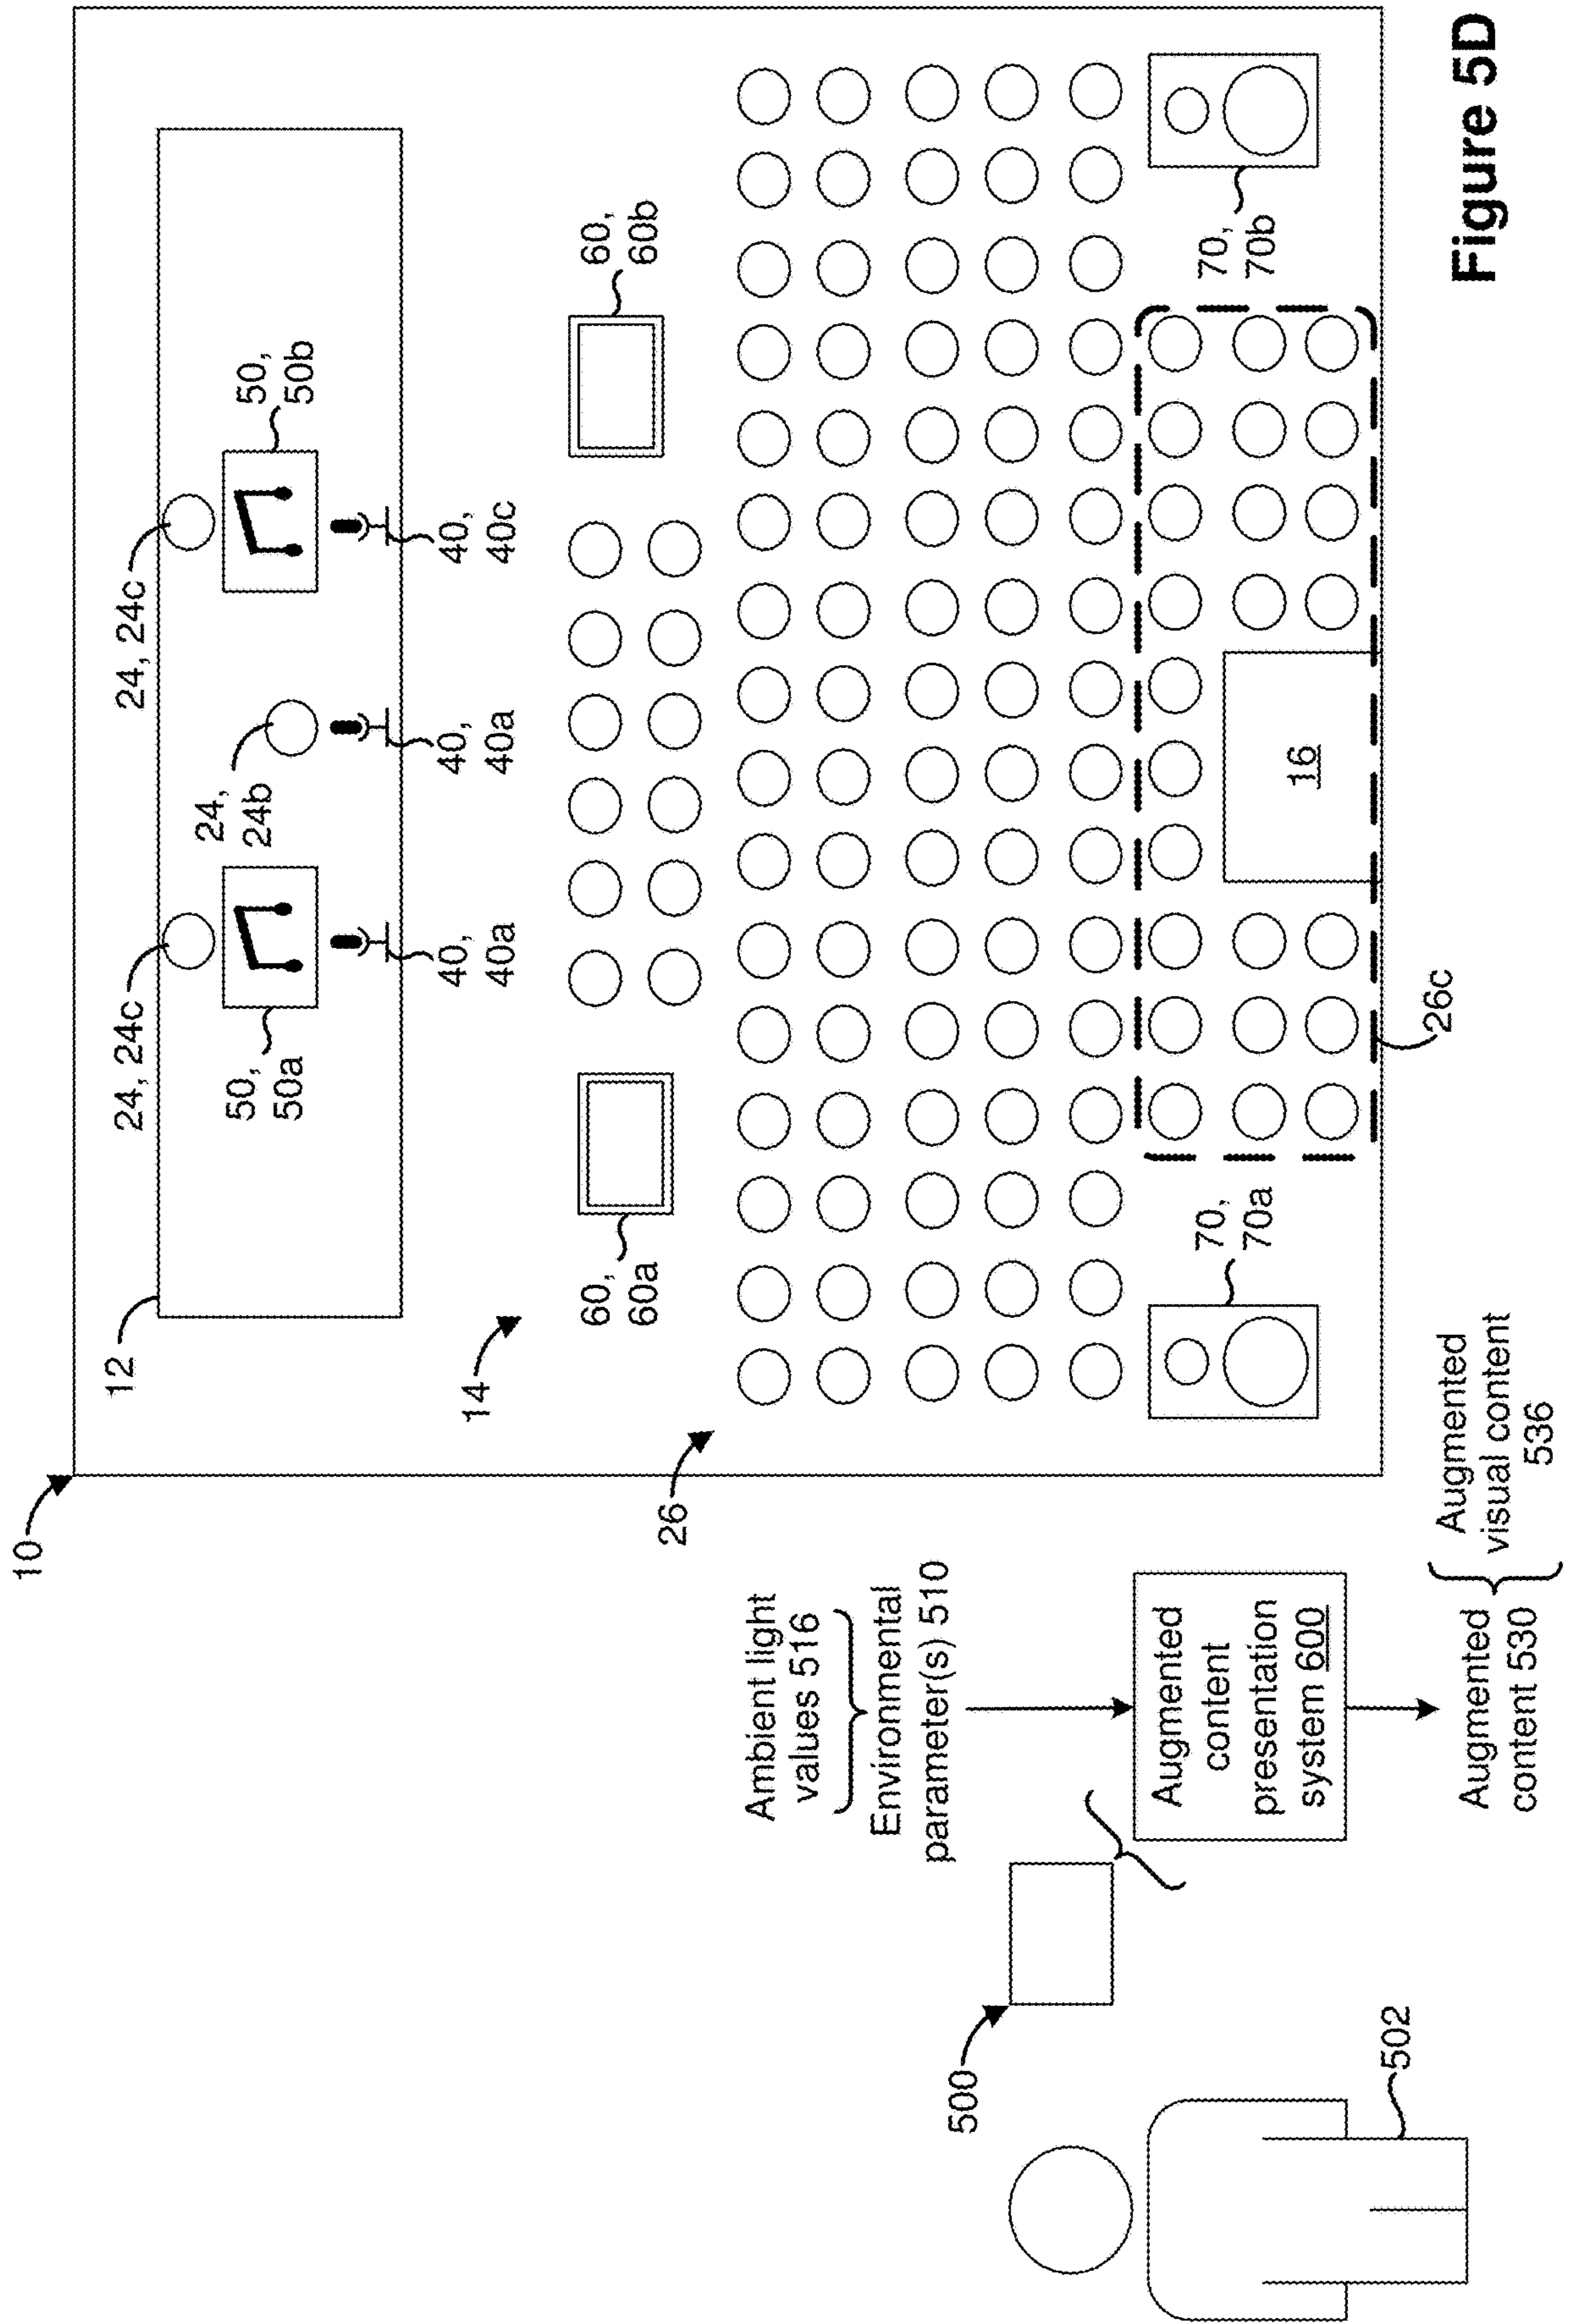 10
12
24, 24c
24,
24b
24, 24c
50,
50a
50,
50b
40,
40a
40,
40a
40,
40c
14
60,
60a
60,
60b
26
70,
70a
70,
70b
16
26c
500
502
Ambient light
values 516
Environmental
parameter(s) 510
Augmented
content
presentation
system 600
Augmented
content 530
Augmented
visual content
536
Figure 5D